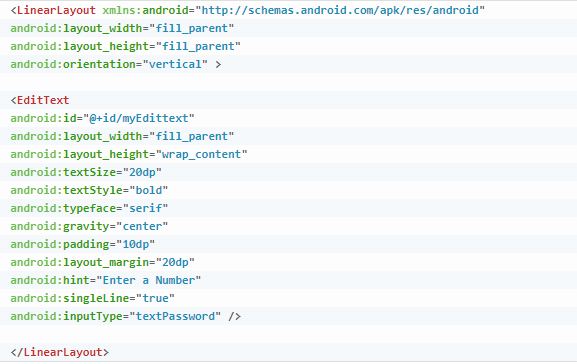 <LinearLayout xmlns:android="http://schemas.android.com/apk/res/android"
android:layout_width="fill_parent"
android:layout_height="fill_parent"
android:orientation="vertical" >
<EditText
android:id="@+id/myEdittext"
android:layout_width="fill_parent"
android:layout_height="wrap_content"
android:textSize="20dp"
android:textStyle="bold"
android:typeface="serif"
android:gravity="center"
android:padding="10dp"
android:layout_margin="20dp"
android:hint="Enter a Number"
android:singleLine="true"
android:inputType="textPassword" />
</LinearLayout>